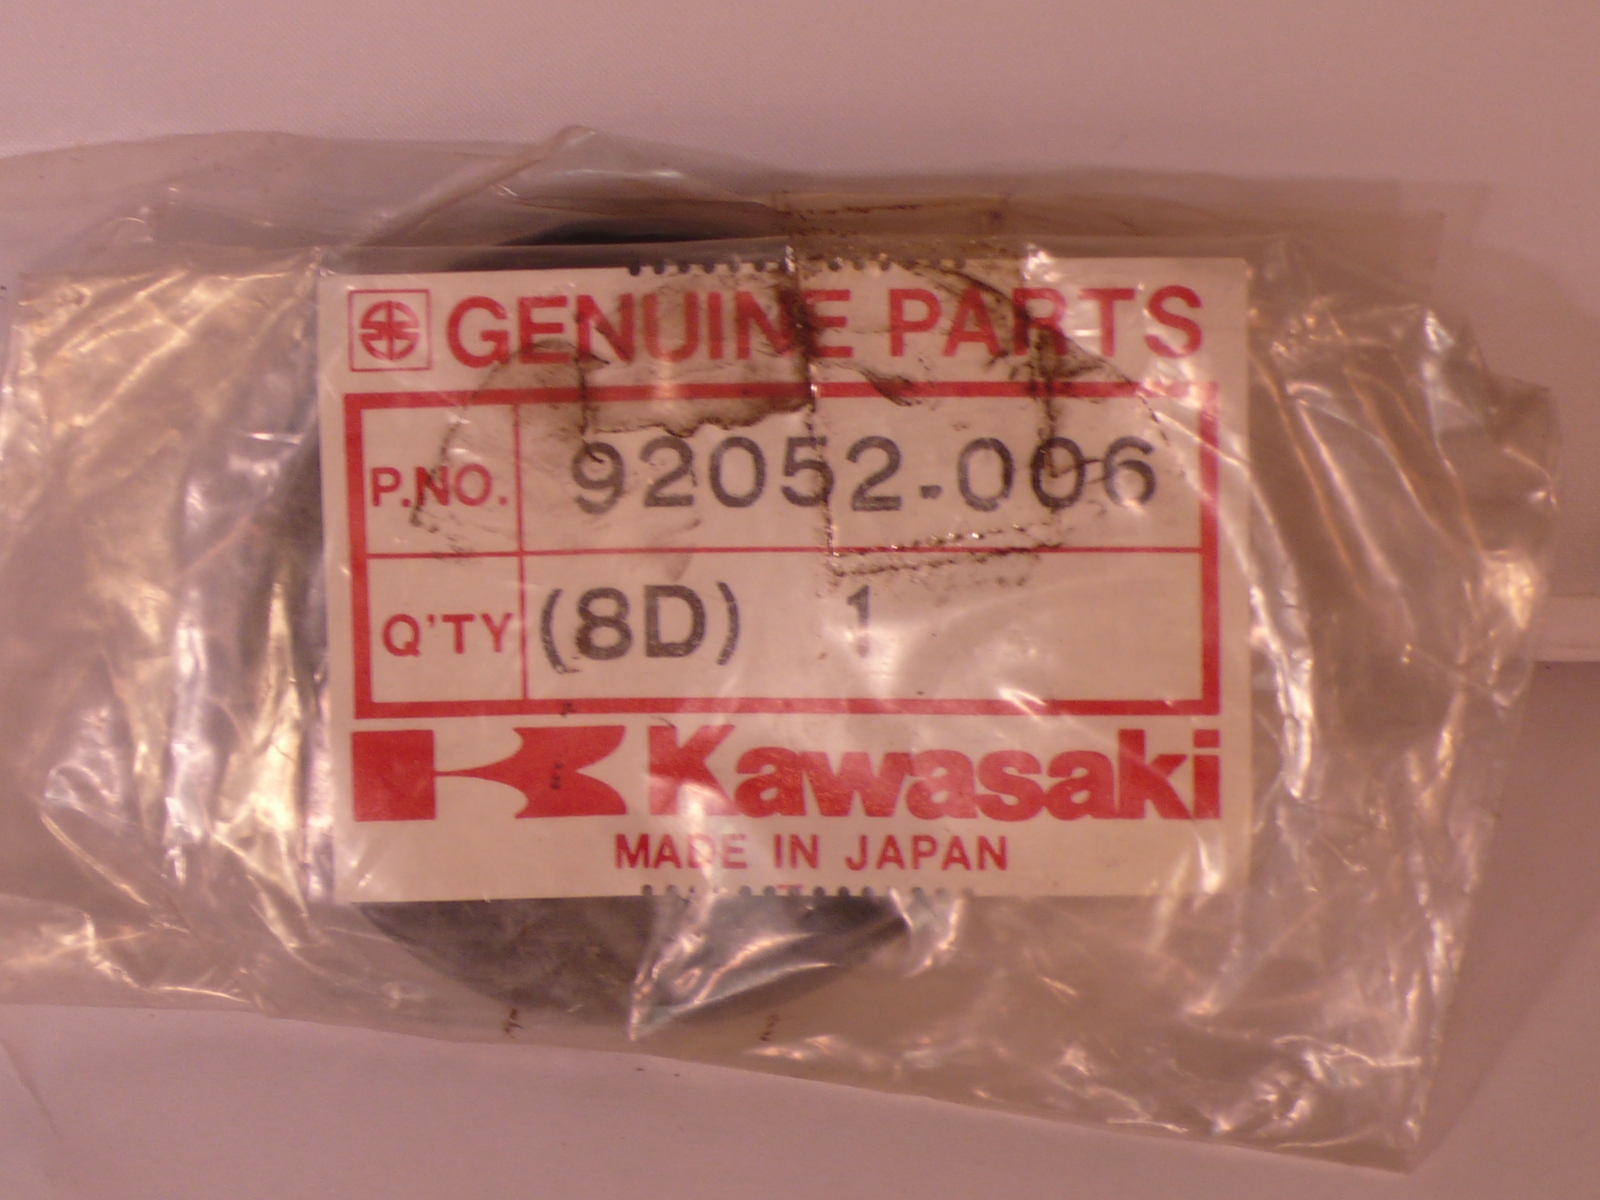 GENUINE PARTS
P.NO. 92052-006
Q'TY (8D) 1
Kawasaki
MADE IN JAPAN